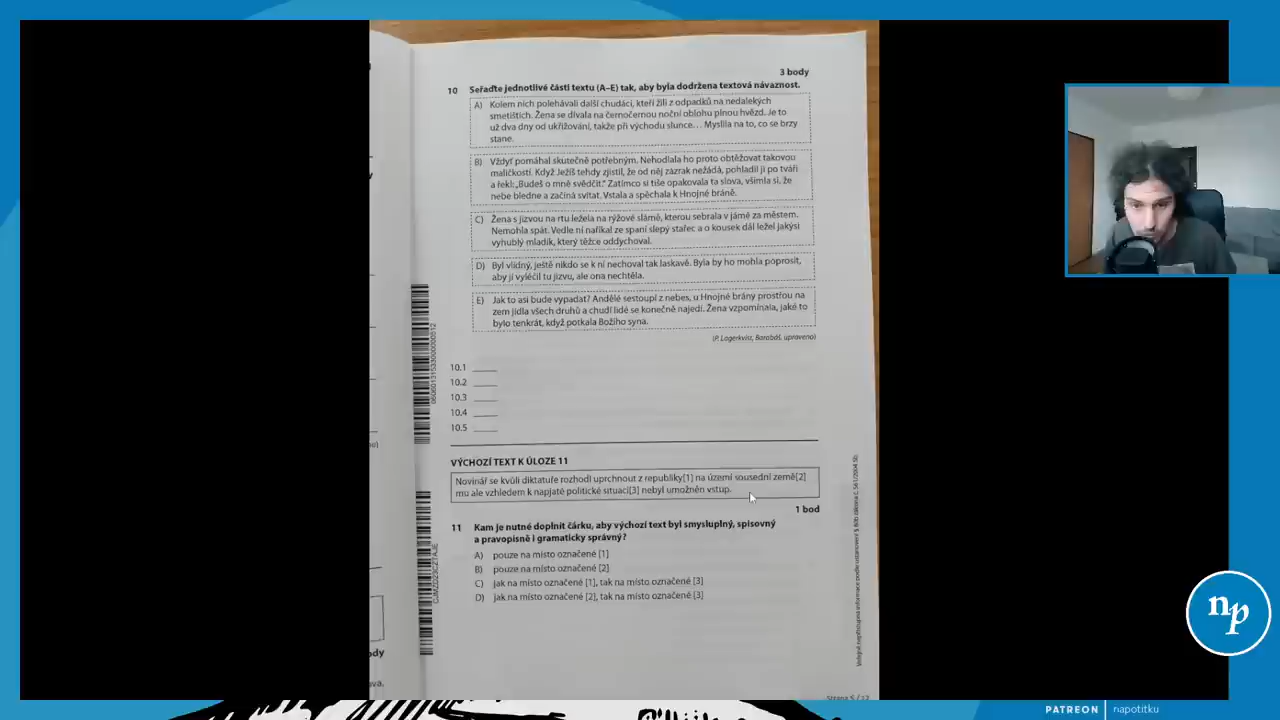 3 body
10 Seřaďte jednotlivé části textu (A–E) tak, aby byla dodržena textová návaznost.
A) Kolem nich polehávali další chudáci, kteří žili z odpadků na nedalekých
smetištích. Žena se dívala na černočernou noční oblohu plnou hvězd. Je to
už dva dny od ukřižování, takže při východu slunce… Myslila na to, co se brzy
stane.
B) Vždyť pomáhal skutečně potřebným. Nehodlala ho proto obtěžovat takovou
maličkostí. Když Ježíš tehdy zjistil, že od něj zázrak nežádá, pohladil ji po tváři
a řekl: „Budeš o mně svědčit.“ Zatímco si tiše opakovala ta slova, všimla si, že
nebe bledne a začíná svítat. Vstala a spěchala k Hnojné bráně.
C) Žena s jizvou na rtu ležela na rýžové slámě, kterou sebrala v jámě za městem.
Nemohla spát. Vedle ní naříkal ze spaní slepý stařec a o kousek dál ležel jakýsi
vyhublý mladík, který těžce oddychoval.
D) Byl vlídný, ještě nikdo se k ní nechoval tak laskavě. Byla by ho mohla poprosit,
aby jí vyléčil tu jizvu, ale ona nechtěla.
E) Jak to asi bude vypadat? Andělé sestoupí z nebes, u Hnojné brány prostřou na
zem jídla všech druhů a chudí lidé se konečně najedí. Žena vzpomínala, jaké to
bylo tenkrát, když potkala Božího syna.
(P. Lagerkvist, Barabáš, upraveno)
10.1 ____
10.2 ____
10.3 ____
10.4 ____
10.5 ____
VÝCHOZÍ TEXT K ÚLOZE 11
Novinář se kvůli diktatuře rozhodl uprchnout z republiky[1] na území sousední země[2]
mu ale vzhledem k napjaté politické situaci[3] nebyl umožněn vstup.
1 bod
11 Kam je nutné doplnit čárku, aby výchozí text byl smysluplný, spisovný
a pravopisně i gramaticky správný?
A) pouze na místo označené [1]
B) pouze na místo označené [2]
C) jak na místo označené [1], tak na místo označené [3]
D) jak na místo označené [2], tak na místo označené [3]
ody
ava.
np
PATREON | napotitku